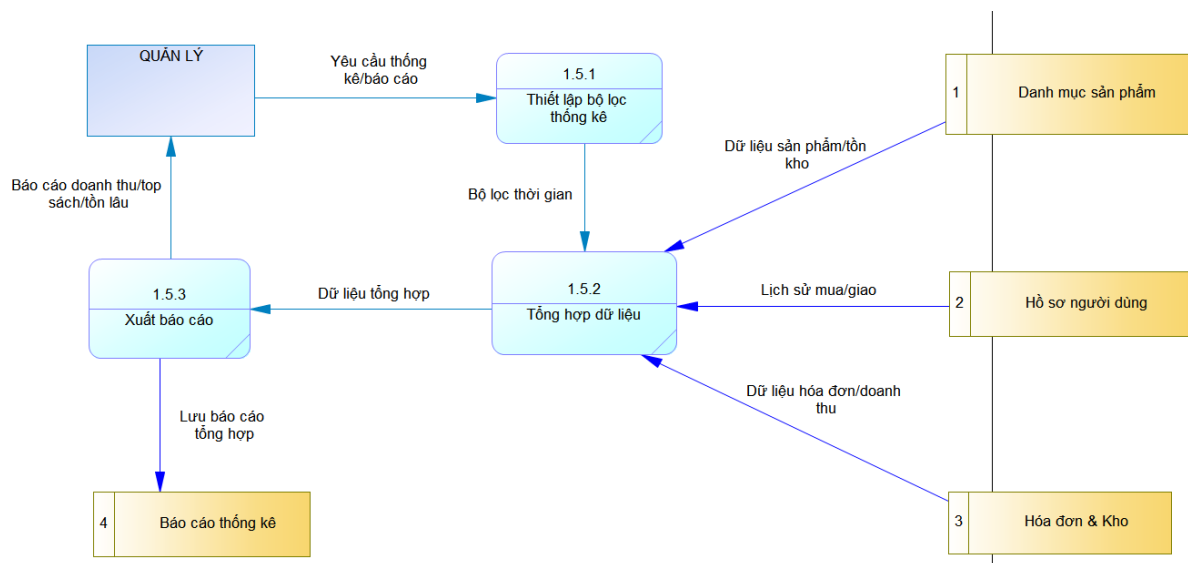 QUẢN LÝ
Yêu cầu thống
kê/báo cáo
1.5.1
Thiết lập bộ lọc
thống kê
1
Danh mục sản phẩm
Dữ liệu sản phẩm/tồn
kho
Báo cáo doanh thu/top
sách/tồn lâu
Bộ lọc thời gian
1.5.3
Xuất báo cáo
Dữ liệu tổng hợp
1.5.2
Tổng hợp dữ liệu
Lịch sử mua/giao
2
Hồ sơ người dùng
Dữ liệu hóa đơn/doanh
thu
Lưu báo cáo
tổng hợp
4
Báo cáo thống kê
3
Hóa đơn & Kho